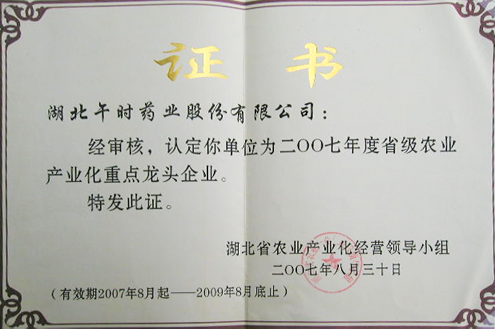 证书
湖北午时药业股份有限公司：
经审核，认定你单位为二〇〇七年度省级农业
产业化重点龙头企业。
特发此证。
湖北省农业产业化经营领导小组
二〇〇七年八月三十日
（有效期2007年8月起——2009年8月底止）